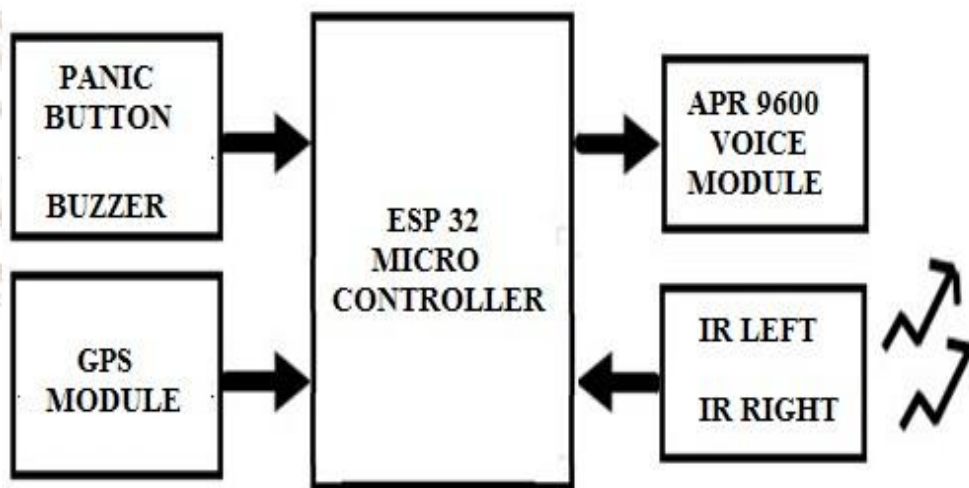 PANIC
BUTTON
BUZZER
GPS
MODULE
ESP 32
MICRO
CONTROLLER
APR 9600
VOICE
MODULE
IR LEFT
IR RIGHT